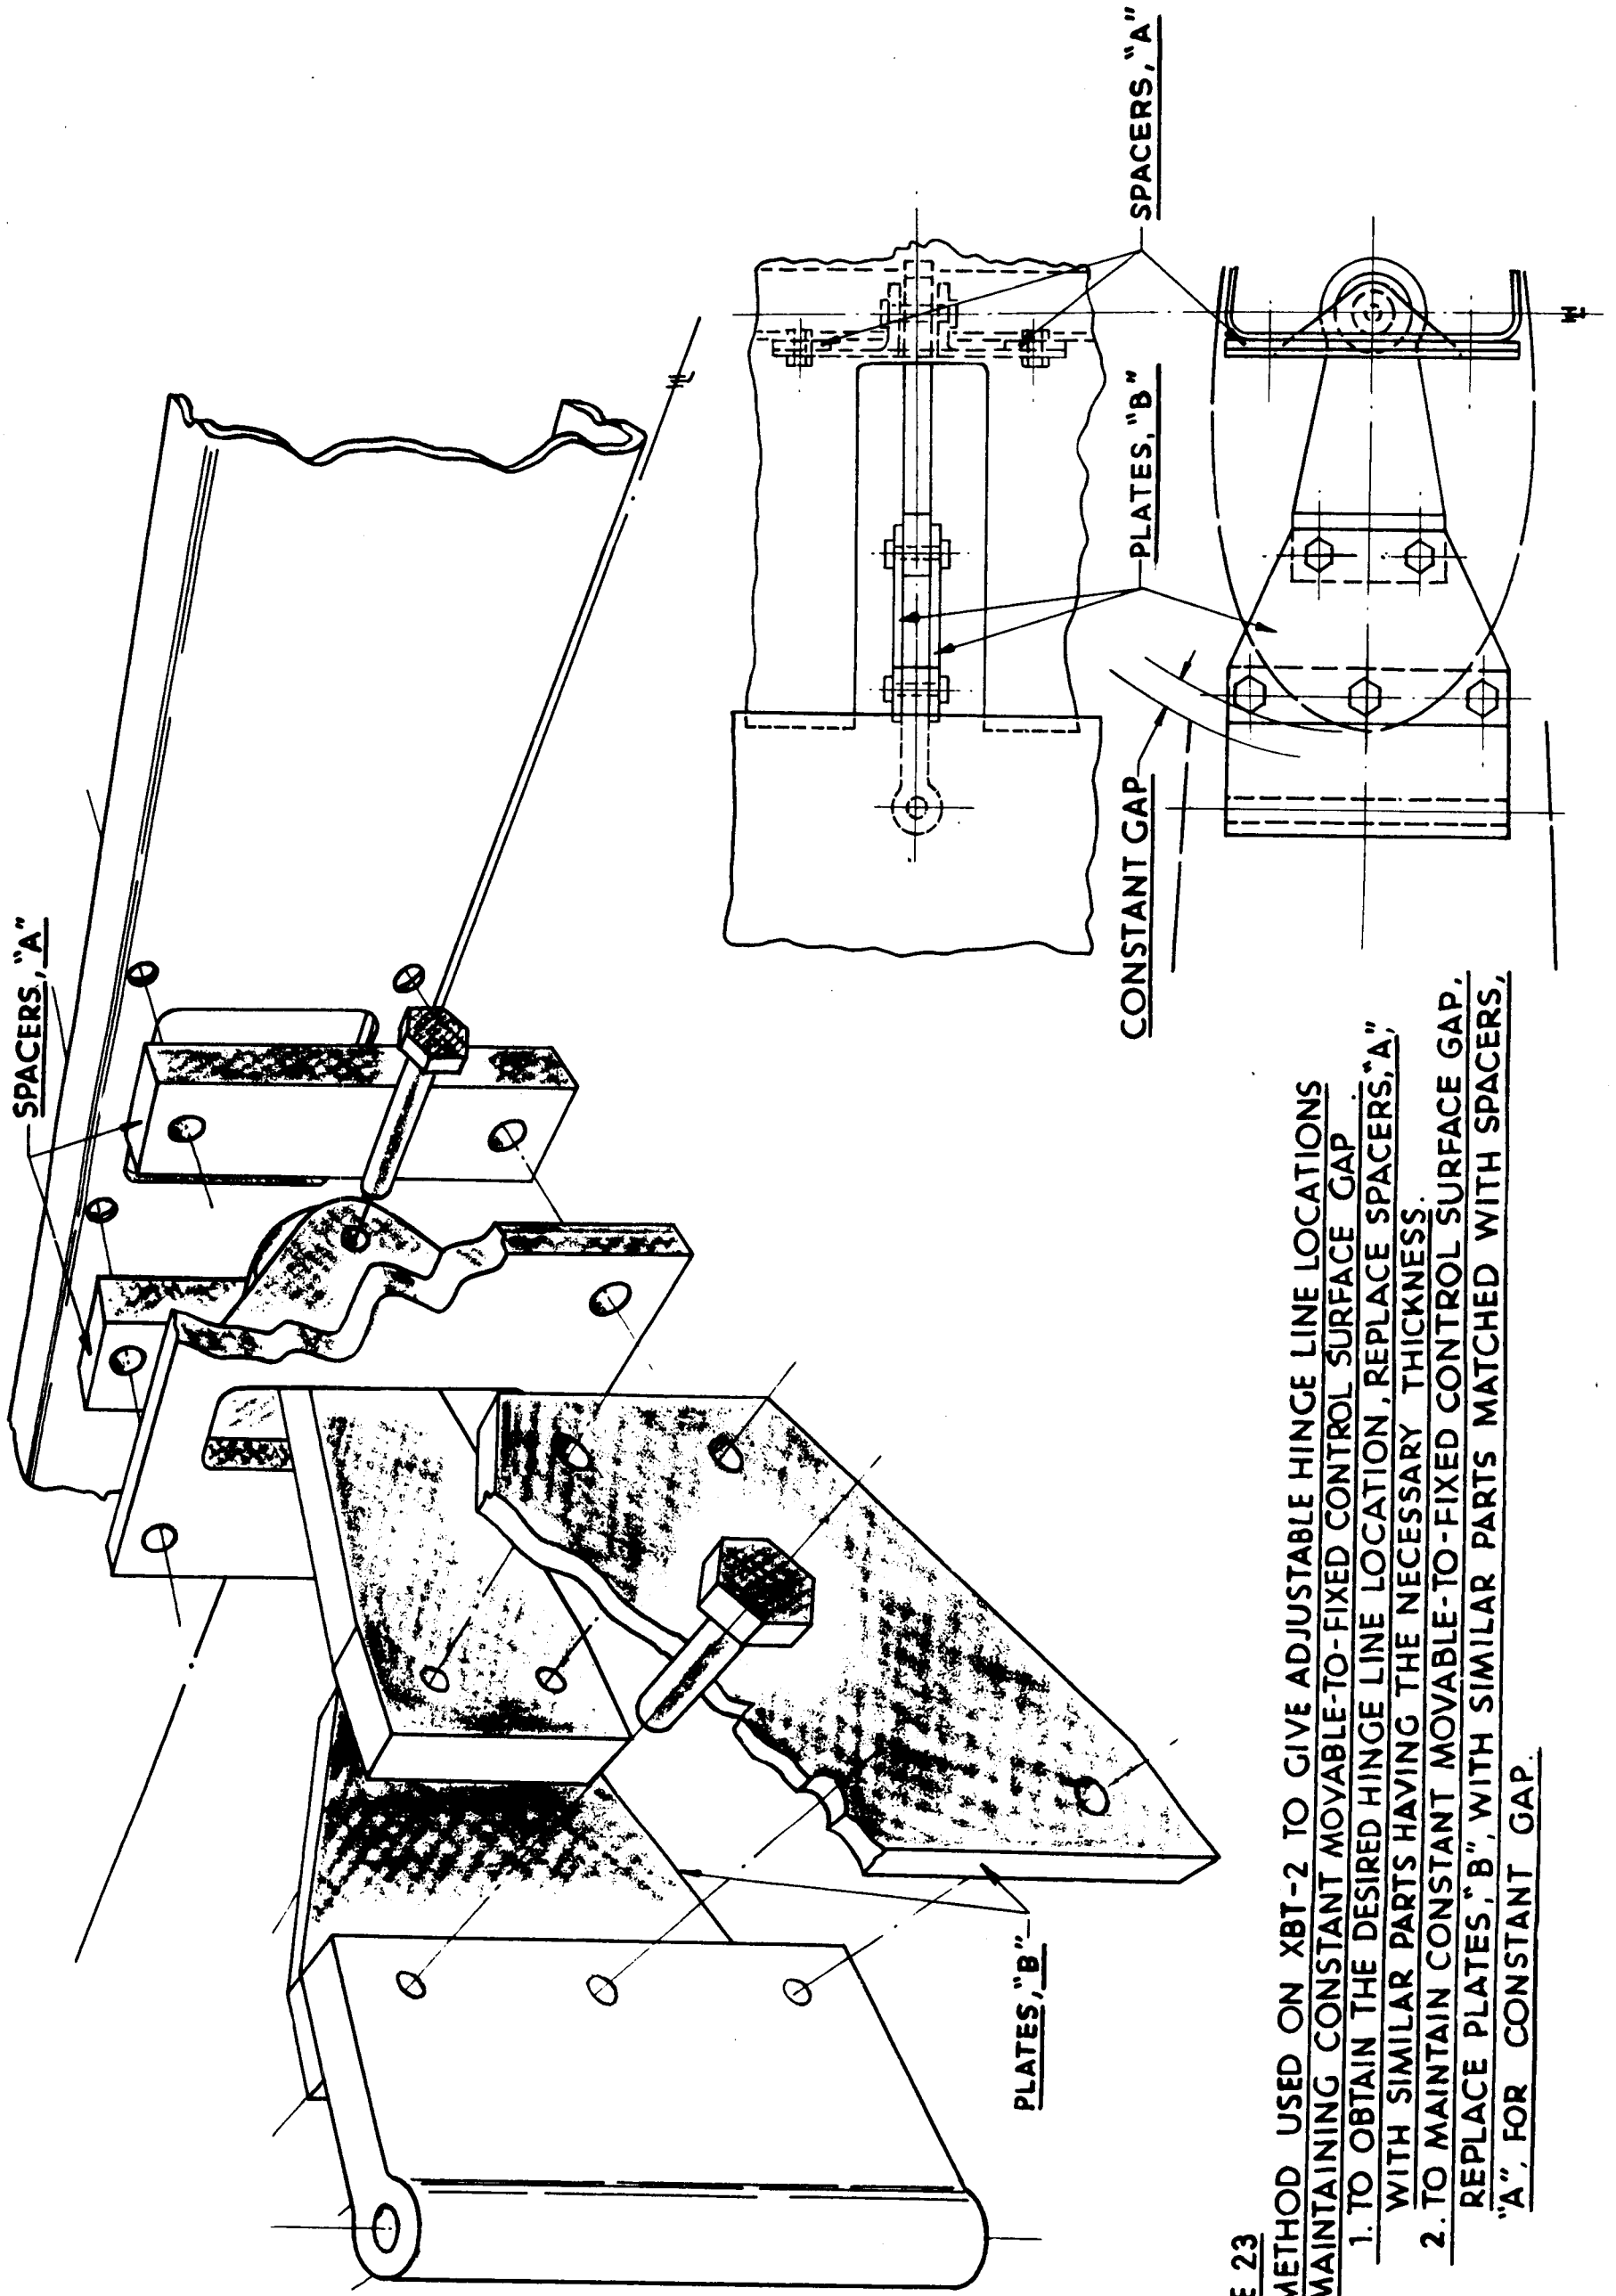 SPACERS, "A"
PLATES, "B"
SPACERS, "A"
PLATES, "B"
CONSTANT GAP
E 23
METHOD USED ON XBT-2 TO GIVE ADJUSTABLE HINGE LINE LOCATIONS
MAINTAINING CONSTANT MOVABLE-TO-FIXED CONTROL SURFACE GAP
1. TO OBTAIN THE DESIRED HINGE LINE LOCATION, REPLACE SPACERS, "A",
WITH SIMILAR PARTS HAVING THE NECESSARY THICKNESS.
2. TO MAINTAIN CONSTANT MOVABLE-TO-FIXED CONTROL SURFACE GAP,
REPLACE PLATES, "B", WITH SIMILAR PARTS MATCHED WITH SPACERS,
"A", FOR CONSTANT GAP.